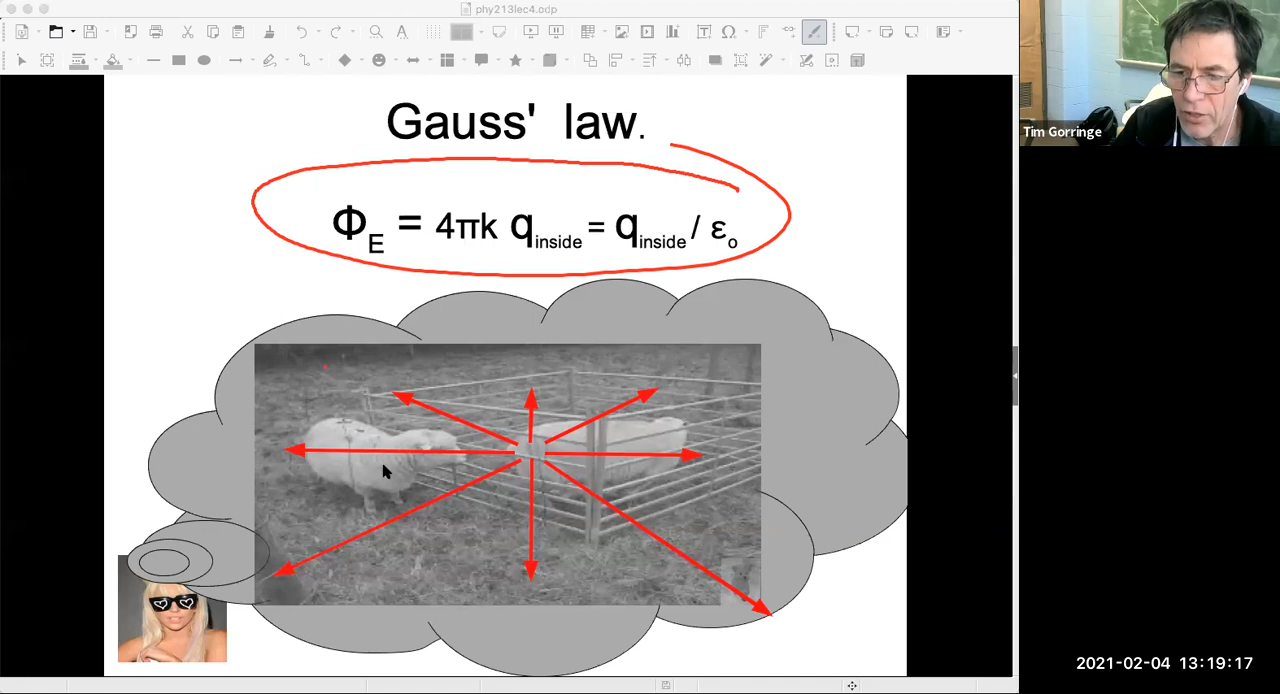 phy213lec4.odp
Gauss' law.
Φ_E = 4πk q_inside = q_inside / ε_o
Tim Gorringe
2021-02-04 13:19:17